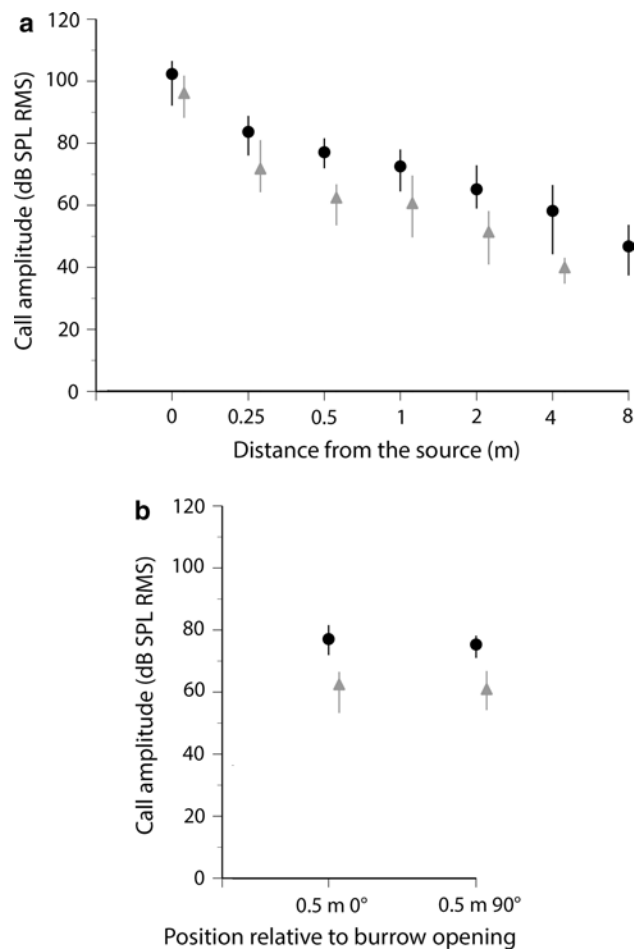 a
120
100
80
60
40
20
0
Call amplitude (dB SPL RMS)
0 0.25 0.5 1 2 4 8
Distance from the source (m)
b
120
100
80
60
40
20
0
Call amplitude (dB SPL RMS)
0.5 m 0° 0.5 m 90°
Position relative to burrow opening